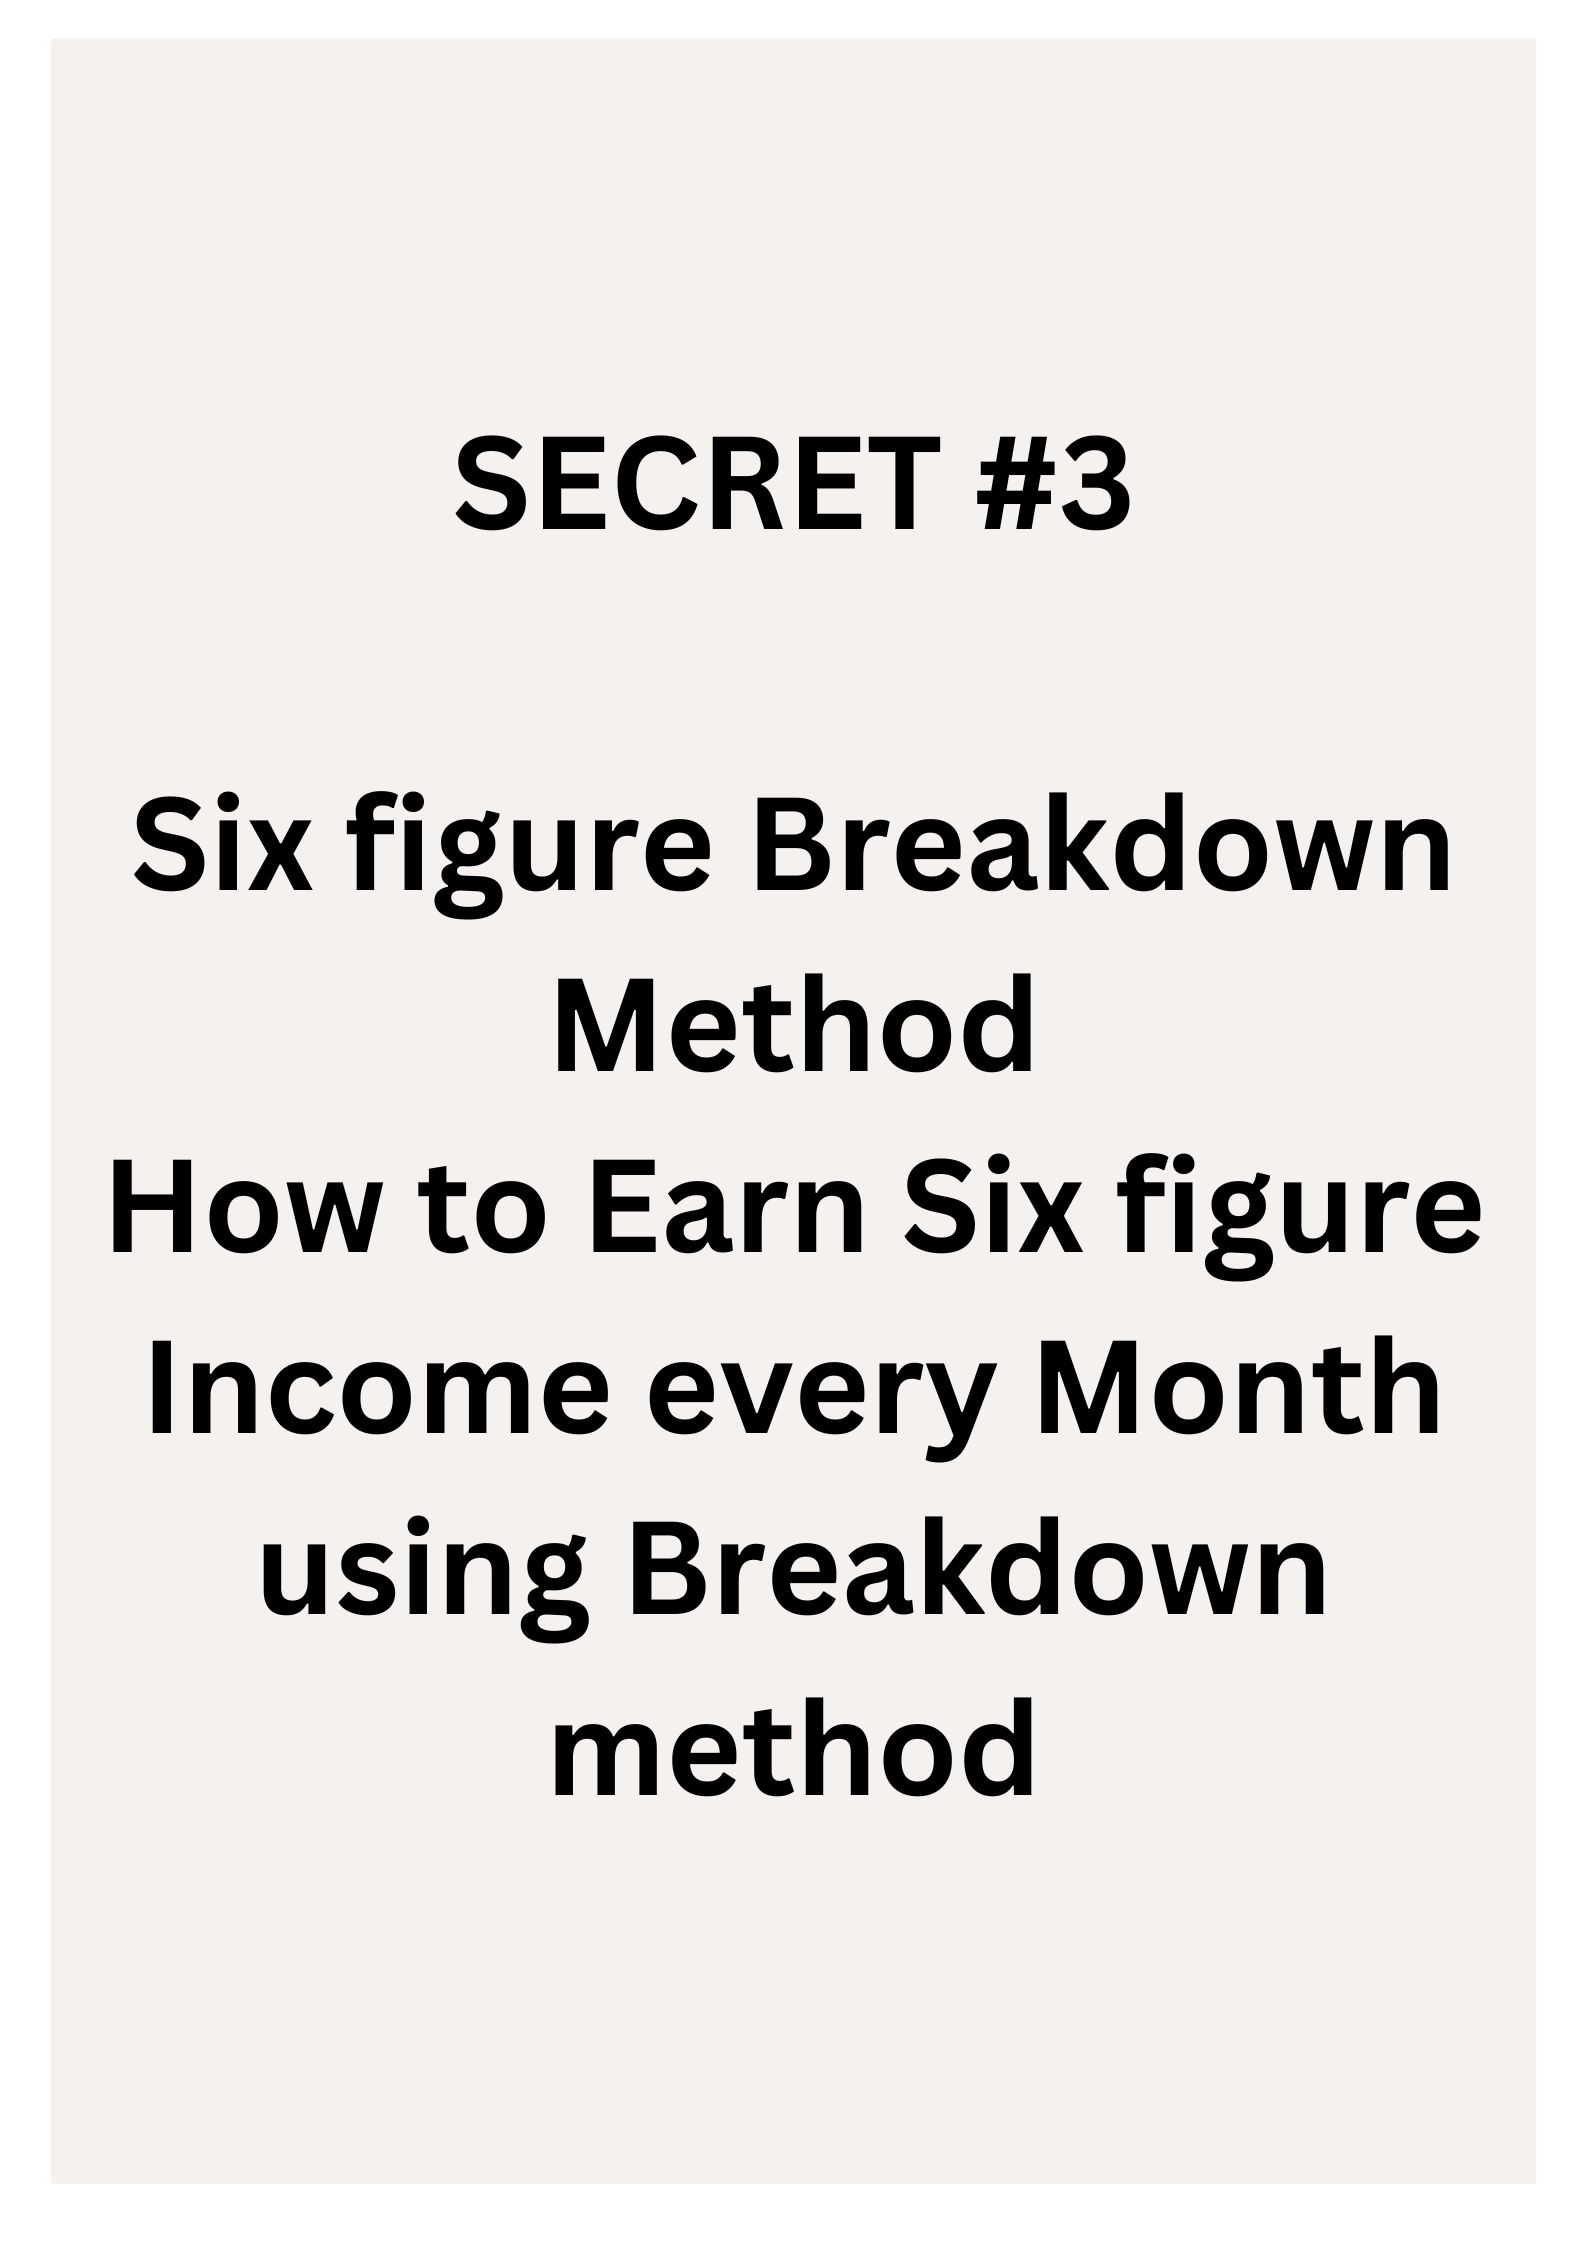 SECRET #3
Six figure Breakdown
Method
How to Earn Six figure
Income every Month
using Breakdown
method